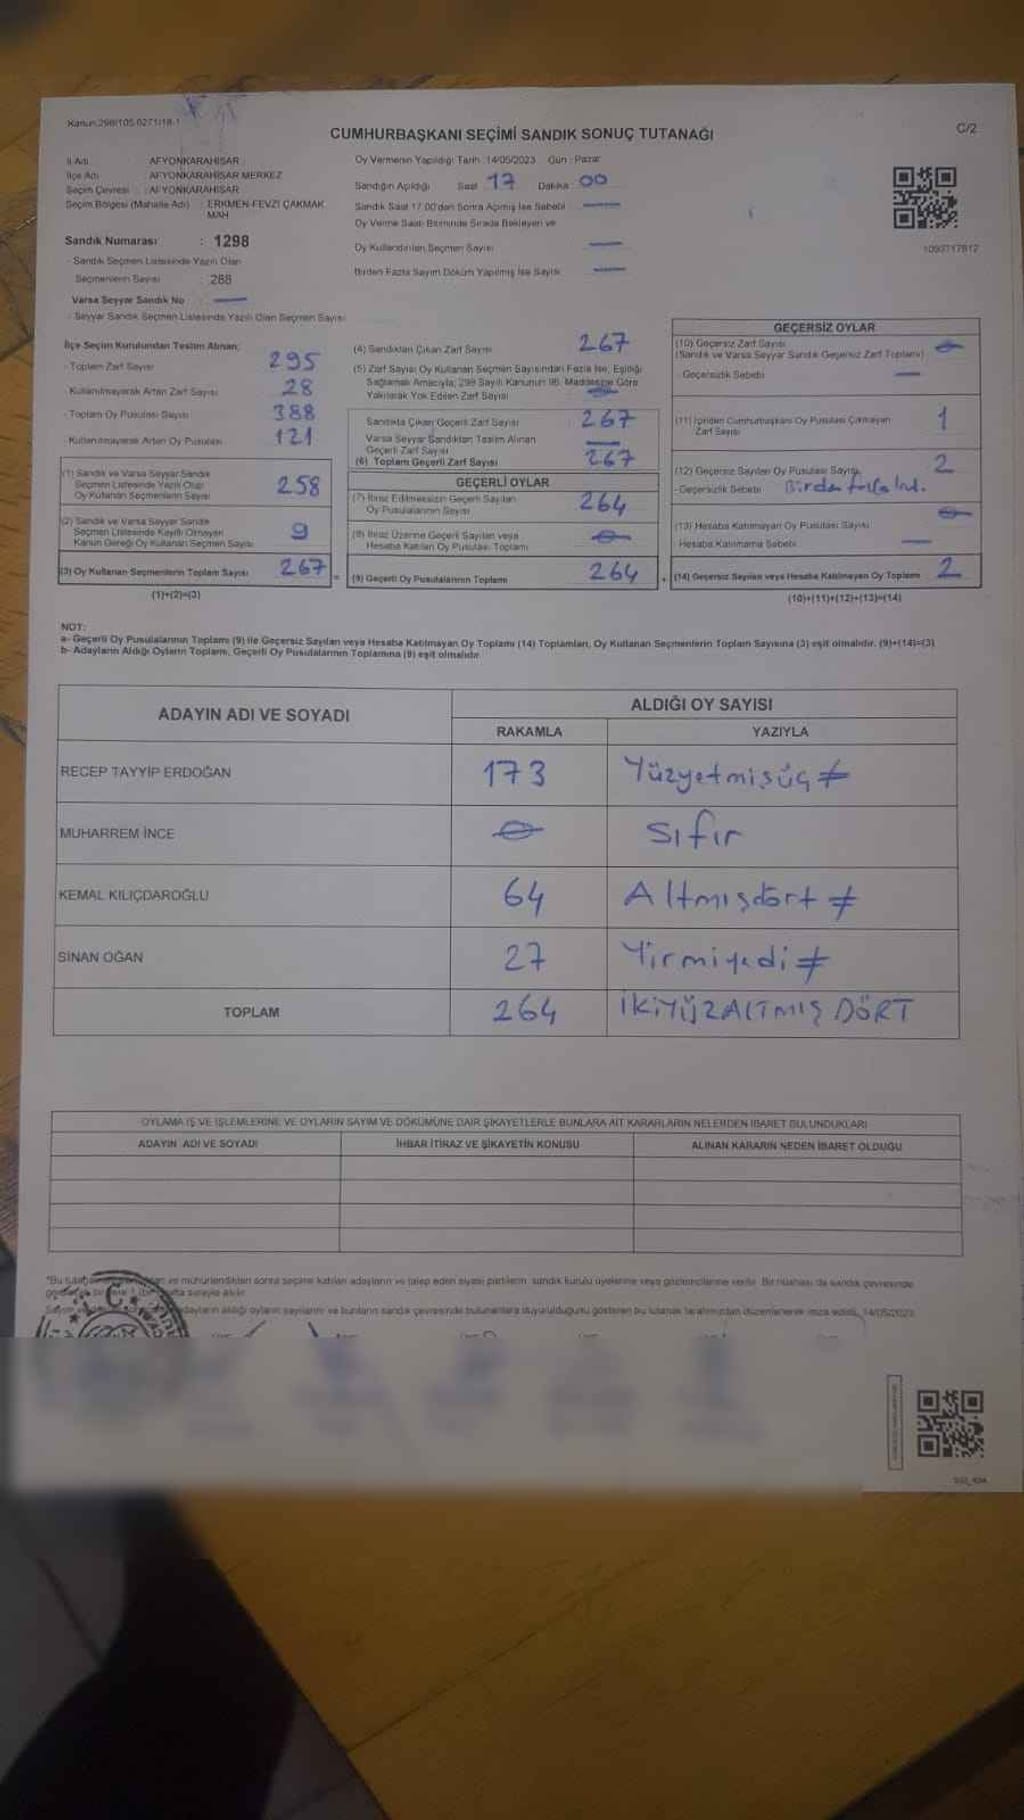 Kanun:298/105.0271/18-1
C/2
CUMHURBAŞKANI SEÇİMİ SANDIK SONUÇ TUTANAĞI
İl Adı : AFYONKARAHİSAR
İlçe Adı : AFYONKARAHİSAR MERKEZ
Seçim Çevresi : AFYONKARAHİSAR
Seçim Bölgesi (Mahalle Adı) : ERKMEN-FEVZİ ÇAKMAK MAH
Sandık Numarası : 1298
- Sandık Seçmen Listesinde Yazılı Olan
Seçmenlerin Sayısı : 288
Varsa Seyyar Sandık No —
- Seyyar Sandık Seçmen Listesinde Yazılı Olan Seçmen Sayısı:
Oy Vermenin Yapıldığı Tarih :14/05/2023 Gün : Pazar
Sandığın Açıldığı Saat : 17 Dakika : 00
Sandık Saat 17.00'den Sonra Açılmış İse Sebebi —
Oy Verme Saati Bitiminde Sırada Bekleyen ve
Oy Kullandırılan Seçmen Sayısı —
Birden Fazla Sayım Döküm Yapılmış İse Sayısı —
1093717812
İlçe Seçim Kurulundan Teslim Alınan;
- Toplam Zarf Sayısı 295
- Kullanılmayarak Artan Zarf Sayısı 28
- Toplam Oy Pusulası Sayısı 388
- Kullanılmayarak Artan Oy Pusulası 121
(1) Sandık ve Varsa Seyyar Sandık
Seçmen Listesinde Yazılı Olup
Oy Kullanan Seçmenlerin Sayısı 258
(2) Sandık ve Varsa Seyyar Sandık
Seçmen Listesinde Kayıtlı Olmayan
Kanun Gereği Oy Kullanan Seçmen Sayısı 9
(3) Oy Kullanan Seçmenlerin Toplam Sayısı 267
(1)+(2)=(3)
(4) Sandıktan Çıkan Zarf Sayısı 267
(5) Zarf Sayısı Oy Kullanan Seçmen Sayısından Fazla İse, Eşitliği
Sağlamak Amacıyla, 298 Sayılı Kanunun 98. Maddesine Göre
Yakılarak Yok Edilen Zarf Sayısı
Sandıkta Çıkan Geçerli Zarf Sayısı 267
Varsa Seyyar Sandıktan Teslim Alınan
Geçerli Zarf Sayısı —
(6) Toplam Geçerli Zarf Sayısı 267
GEÇERLİ OYLAR
(7) İtiraz Edilmeksizin Geçerli Sayılan
Oy Pusulalarının Sayısı 264
(8) İtiraz Üzerine Geçerli Sayılan veya
Hesaba Katılan Oy Pusulası Toplamı 0
(9) Geçerli Oy Pusulalarının Toplamı 264
GEÇERSİZ OYLAR
(10) Geçersiz Zarf Sayısı 0
(Sandık ve Varsa Seyyar Sandık Geçersiz Zarf Toplamı)
- Geçersizlik Sebebi —
(11) İçinden Cumhurbaşkanı Oy Pusulası Çıkmayan
Zarf Sayısı 1
(12) Geçersiz Sayılan Oy Pusulası Sayısı 2
- Geçersizlik Sebebi Birden fazla
(13) Hesaba Katılmayan Oy Pusulası Sayısı 0
- Hesaba Katılmama Sebebi —
(14) Geçersiz Sayılan veya Hesaba Katılmayan Oy Toplamı 2
(10)+(11)+(12)+(13)=(14)
NOT:
a- Geçerli Oy Pusulalarının Toplamı (9) ile Geçersiz Sayılan veya Hesaba Katılmayan Oy Toplamı (14) Toplamları, Oy Kullanan Seçmenlerin Toplam Sayısına (3) eşit olmalıdır. (9)+(14)=(3)
b- Adayların Aldığı Oyların Toplamı, Geçerli Oy Pusulalarının Toplamına (9) eşit olmalıdır.
ADAYIN ADI VE SOYADI
ALDIĞI OY SAYISI
RAKAMLA YAZIYLA
RECEP TAYYİP ERDOĞAN 173 Yüzyetmişüç
MUHARREM İNCE 0 Sıfır
KEMAL KILIÇDAROĞLU 64 Altmışdört
SİNAN OĞAN 27 Yirmiyedi
TOPLAM 264 İKİYÜZALTMIŞ DÖRT
OYLAMA İŞ VE İŞLEMLERİNE VE OYLARIN SAYIM VE DÖKÜMÜNE DAİR ŞİKAYETLERLE BUNLARA AİT KARARLARIN NELERDEN İBARET BULUNDUKLARI
ADAYIN ADI VE SOYADI İHBAR İTİRAZ VE ŞİKAYETİN KONUSU ALINAN KARARIN NEDEN İBARET OLDUĞU
ve mühürlendikten sonra seçime katılan adayların ve talep eden siyasi partilerin sandık kurulu üyelerine veya gözlemcilerine verilir. Bir nüshası da sandık çevresinde
adayların aldığı oyların sayılarını ve bunların sandık çevresinde bulunanlara duyurulduğunu gösteren bu tutanak tarafımızdan düzenlenerek imza edildi. 14/05/2023
T.C.